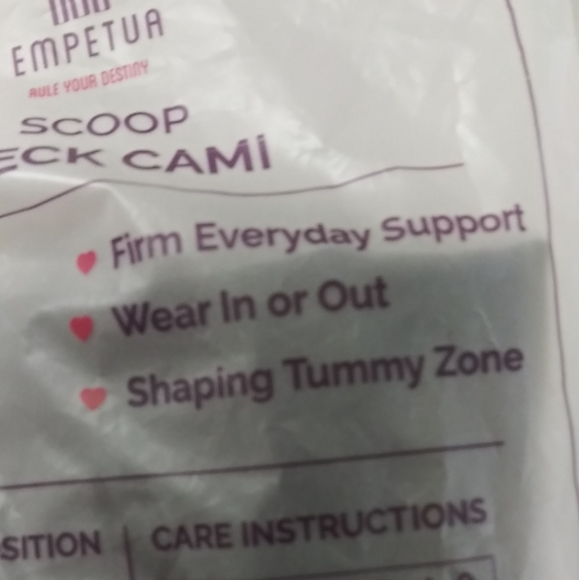 EMPETUA
RULE YOUR DESTINY
SCOOP
ECK CAMI
Firm Everyday Support
Wear In or Out
Shaping Tummy Zone
SITION | CARE INSTRUCTIONS